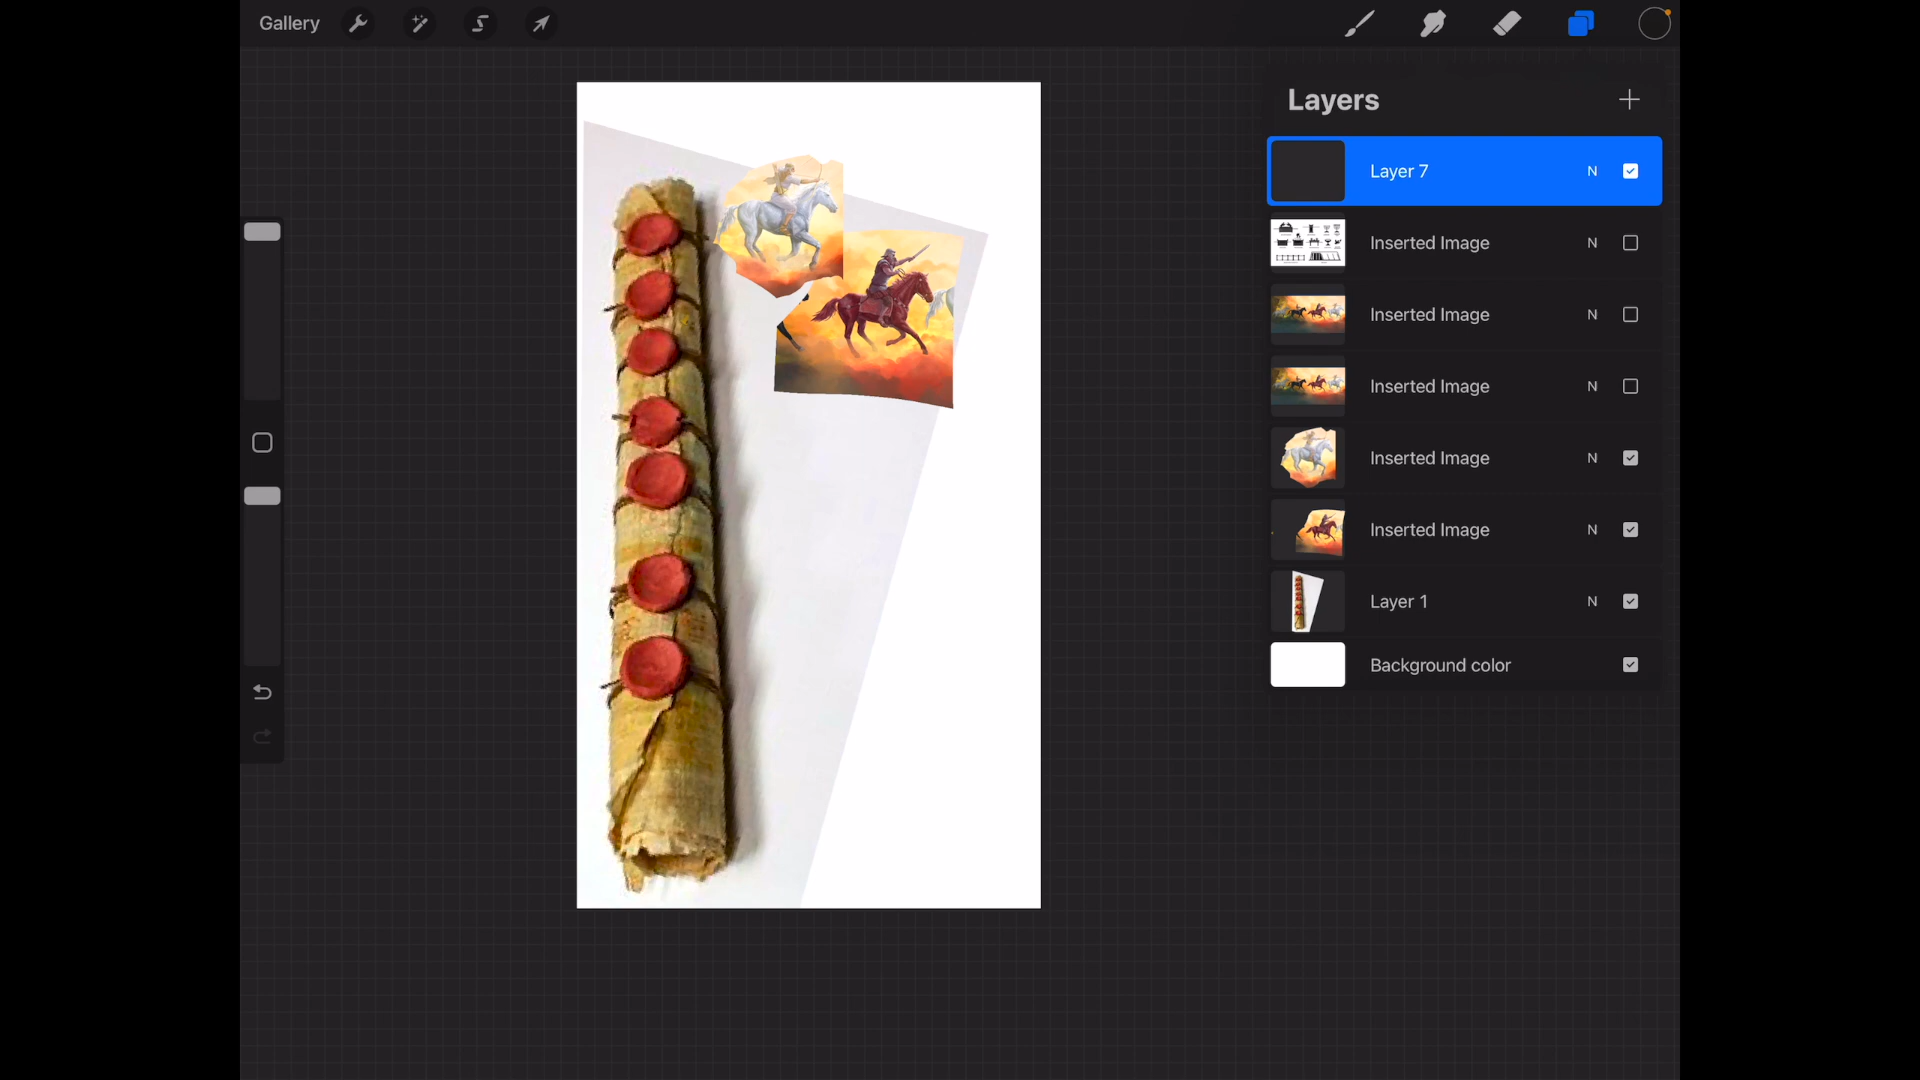 Gallery
Layers
Layer 7 N
Inserted Image N
Inserted Image N
Inserted Image N
Inserted Image N
Inserted Image N
Layer 1 N
Background color